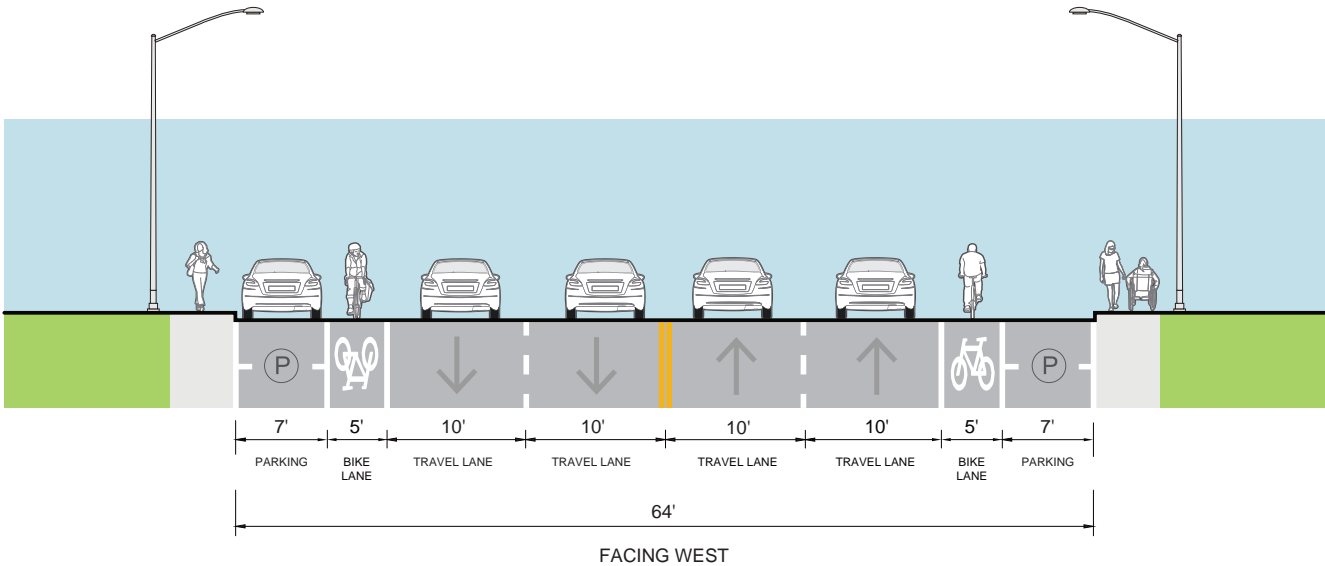 P
P
7' 5' 10' 10' 10' 10' 5' 7'
PARKING BIKE LANE TRAVEL LANE TRAVEL LANE TRAVEL LANE TRAVEL LANE BIKE LANE PARKING
64'
FACING WEST